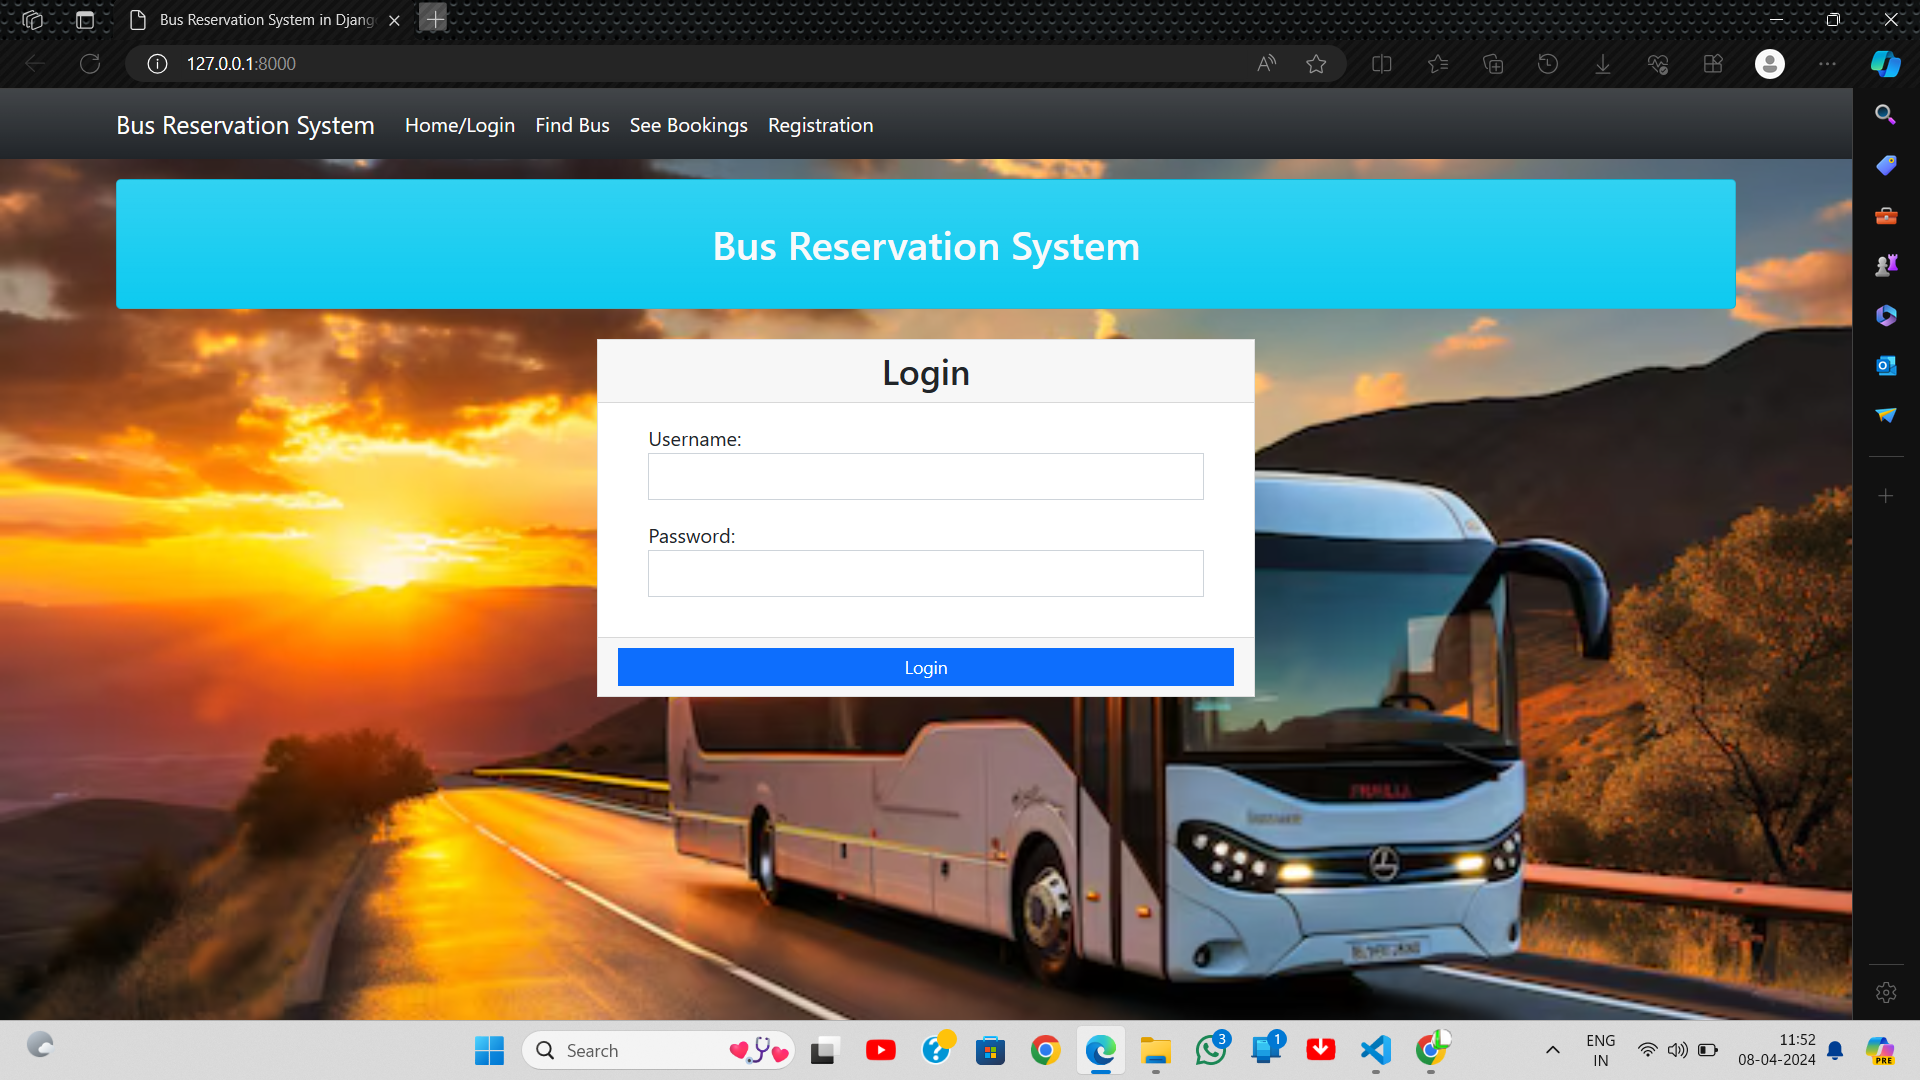 Bus Reservation System in Djang
127.0.0.1:8000
Bus Reservation System Home/Login Find Bus See Bookings Registration
Bus Reservation System
Login
Username:
Password:
Login
Search
3
1
ENG
IN
11:52
08-04-2024
PRE